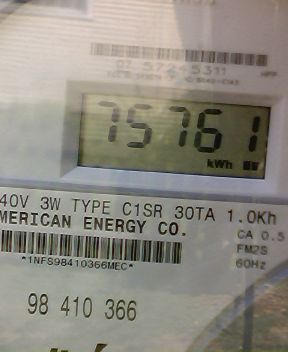 75761
kWh
40V 3W TYPE C1SR 30TA 1.0Kh
MERICAN ENERGY CO.
CA 0.5
FM2S
*1NFS98410366MEC*
60Hz
98 410 366